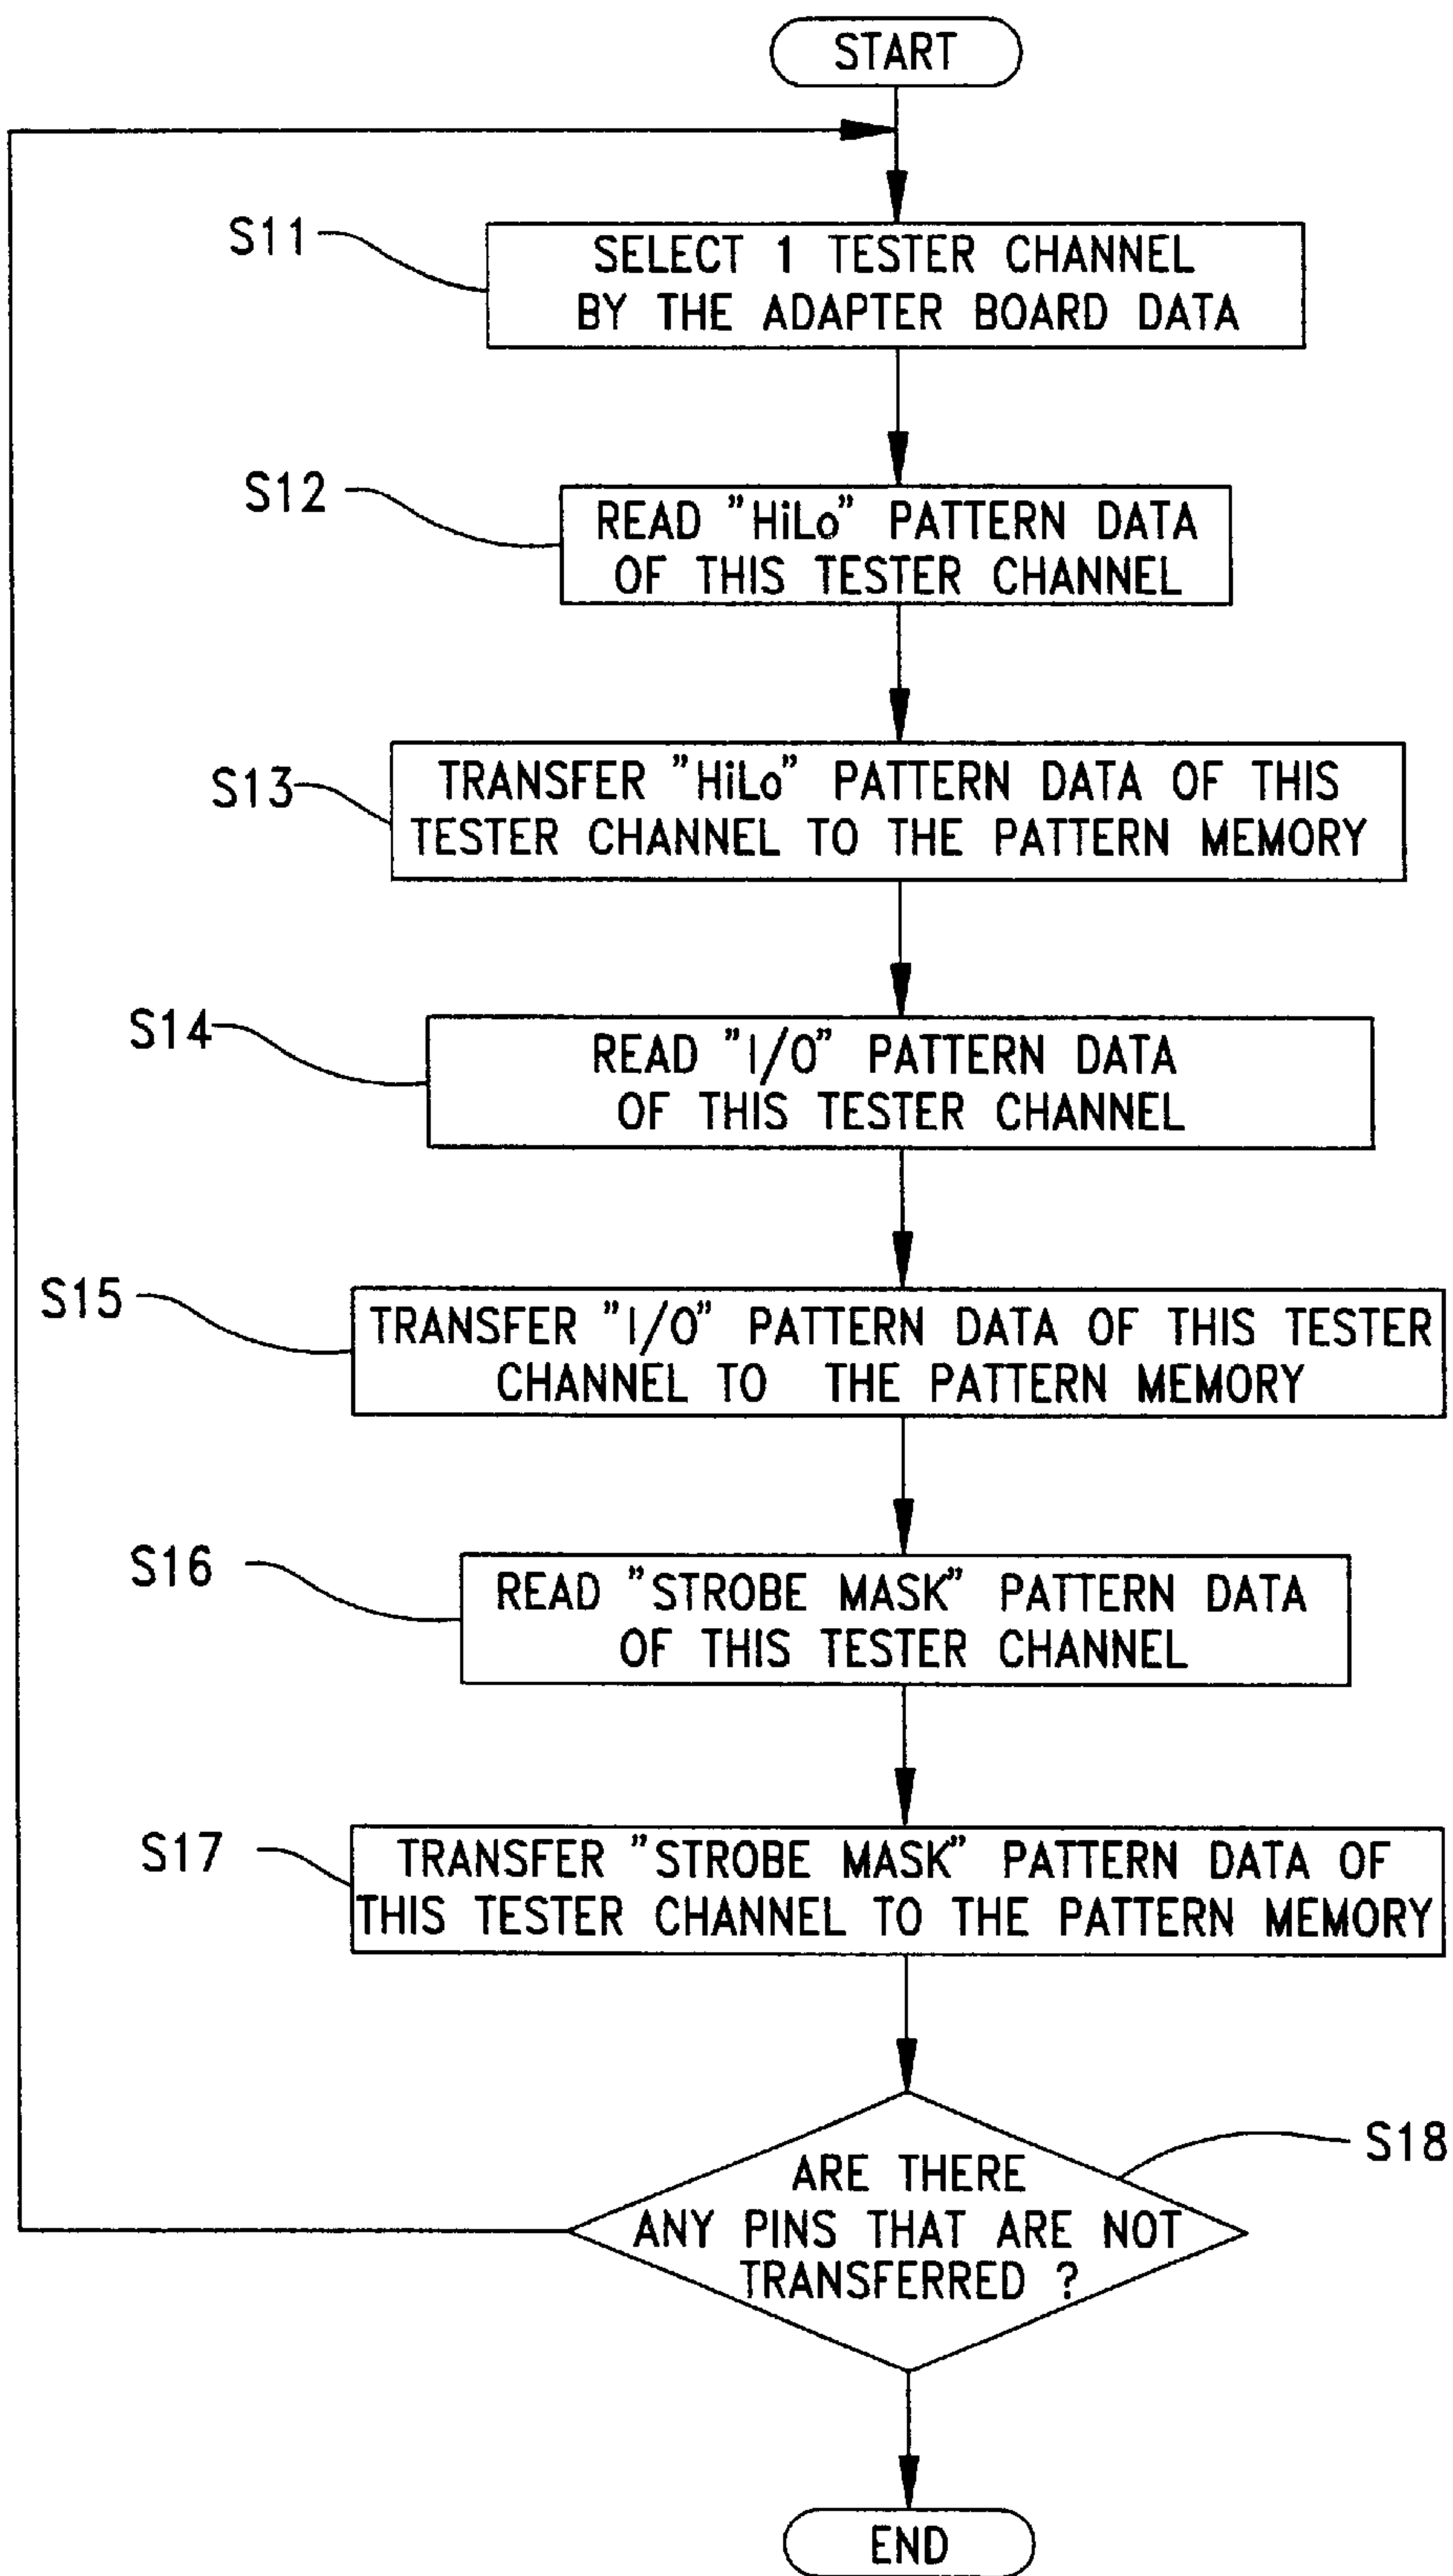 START
S11
SELECT 1 TESTER CHANNEL
BY THE ADAPTER BOARD DATA
S12
READ "HiLo" PATTERN DATA
OF THIS TESTER CHANNEL
S13
TRANSFER "HiLo" PATTERN DATA OF THIS
TESTER CHANNEL TO THE PATTERN MEMORY
S14
READ "I/O" PATTERN DATA
OF THIS TESTER CHANNEL
S15
TRANSFER "I/O" PATTERN DATA OF THIS TESTER
CHANNEL TO THE PATTERN MEMORY
S16
READ "STROBE MASK" PATTERN DATA
OF THIS TESTER CHANNEL
S17
TRANSFER "STROBE MASK" PATTERN DATA OF
THIS TESTER CHANNEL TO THE PATTERN MEMORY
S18
ARE THERE
ANY PINS THAT ARE NOT
TRANSFERRED ?
END